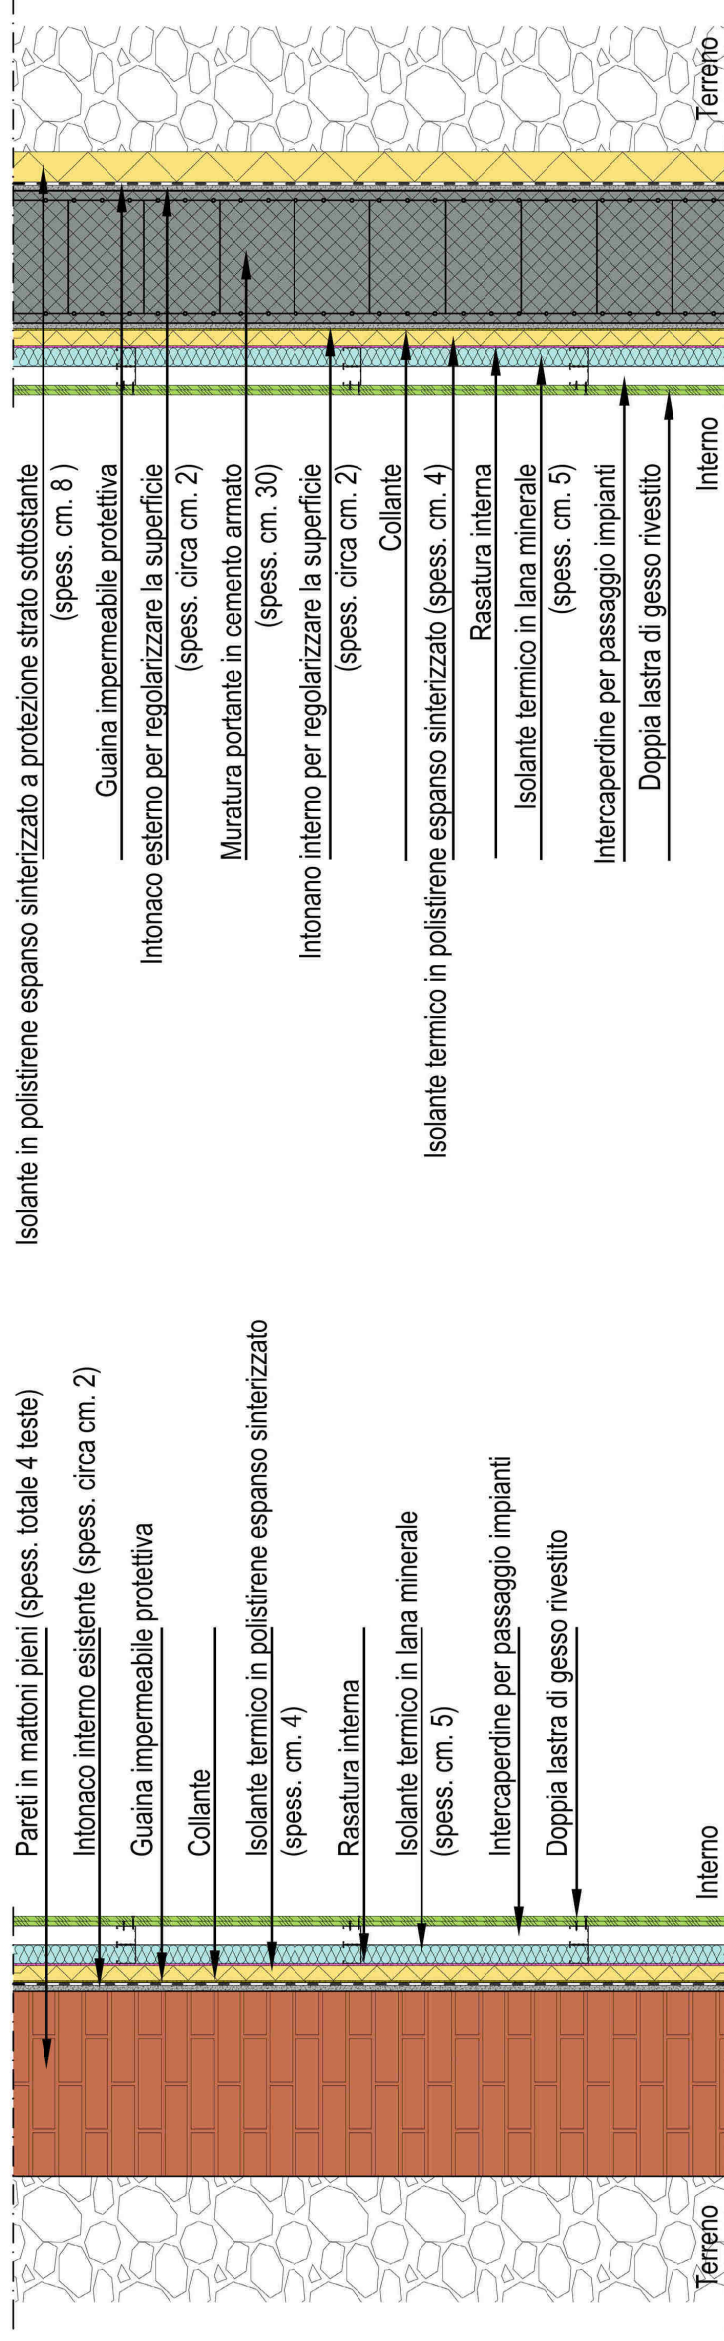 Pareti in mattoni pieni (spess. totale 4 teste)
Intonaco interno esistente (spess. circa cm. 2)
Guaina impermeabile protettiva
Collante
Isolante termico in polistirene espanso sinterizzato
(spess. cm. 4)
Rasatura interna
Isolante termico in lana minerale
(spess. cm. 5)
Intercaperdine per passaggio impianti
Doppia lastra di gesso rivestito
Terreno
Interno
Isolante in polistirene espanso sinterizzato a protezione strato sottostante
(spess. cm. 8 )
Guaina impermeabile protettiva
Intonaco esterno per regolarizzare la superficie
(spess. circa cm. 2)
Muratura portante in cemento armato
(spess. cm. 30)
Intonano interno per regolarizzare la superficie
(spess. circa cm. 2)
Collante
Isolante termico in polistirene espanso sinterizzato (spess. cm. 4)
Rasatura interna
Isolante termico in lana minerale
(spess. cm. 5)
Intercaperdine per passaggio impianti
Doppia lastra di gesso rivestito
Interno
Terreno